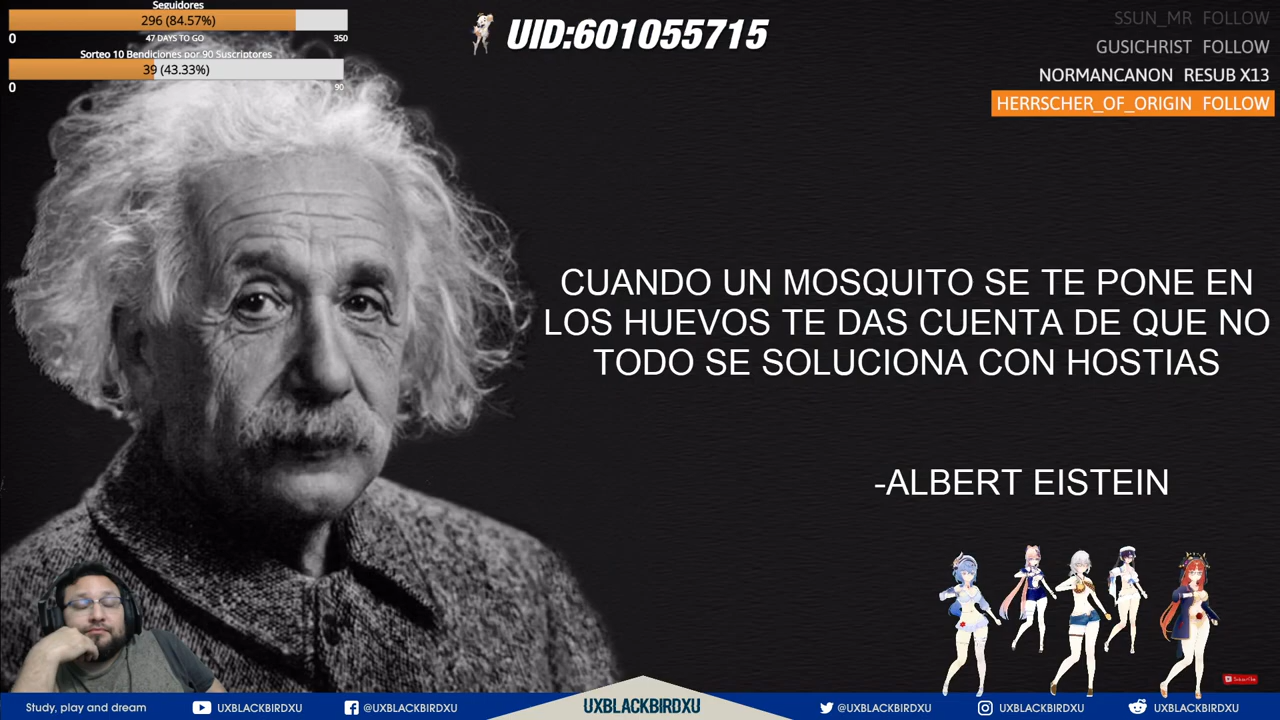 Seguidores
296 (84.57%)
0
47 DAYS TO GO
350
Sorteo 10 Bendiciones por 90 Suscriptores
39 (43.33%)
0
90
UID:601055715
SSUN_MR FOLLOW
GUSICHRIST FOLLOW
NORMANCANON RESUB X13
HERRSCHER_OF_ORIGIN FOLLOW
CUANDO UN MOSQUITO SE TE PONE EN
LOS HUEVOS TE DAS CUENTA DE QUE NO
TODO SE SOLUCIONA CON HOSTIAS
-ALBERT EISTEIN
Subscribe
Study, play and dream
UXBLACKBIRDXU
@UXBLACKBIRDXU
UXBLACKBIRDXU
@UXBLACKBIRDXU
UXBLACKBIRDXU
UXBLACKBIRDXU